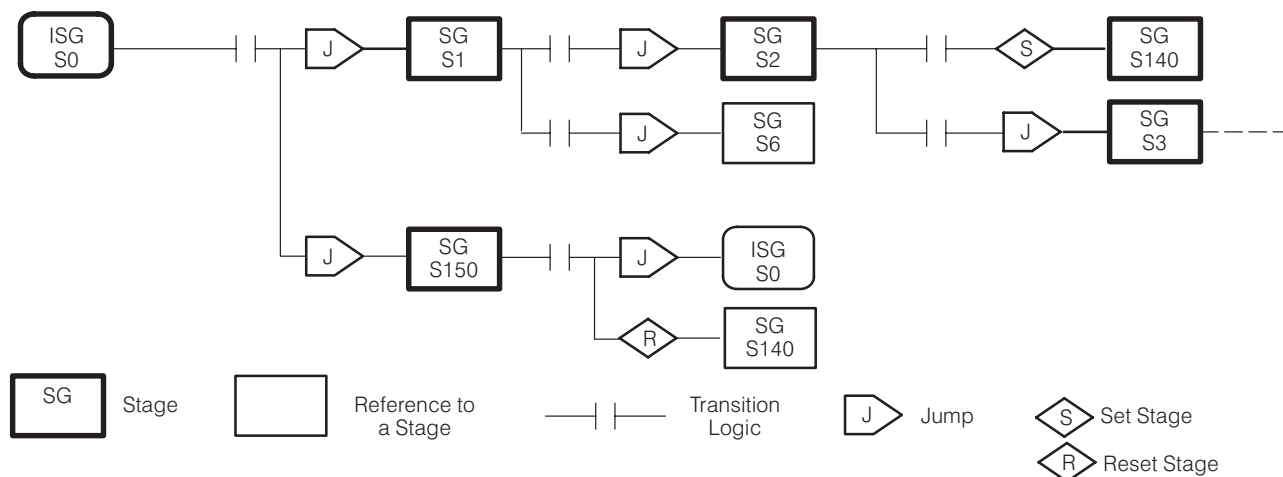 ISG
S0
J
SG
S1
J
SG
S2
S
SG
S140
J
SG
S6
J
SG
S3
J
SG
S150
J
ISG
S0
R
SG
S140
SG
Stage
Reference to
a Stage
Transition
Logic
J
Jump
S
Set Stage
R
Reset Stage